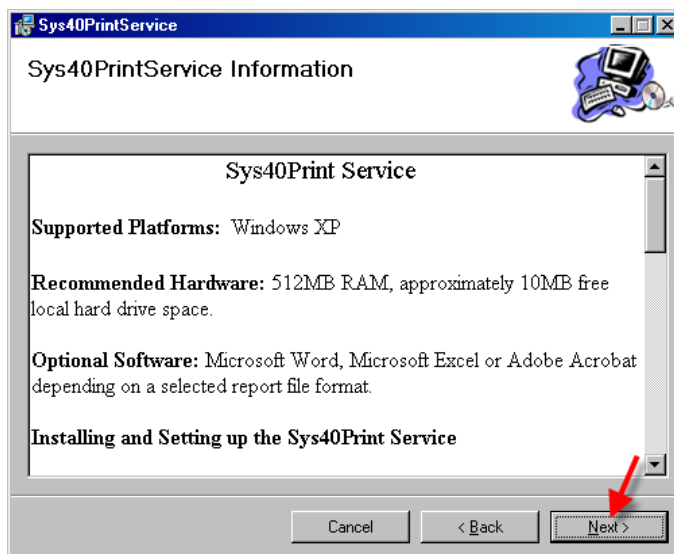 Sys40PrintService
Sys40PrintService Information
Sys40Print Service
Supported Platforms: Windows XP
Recommended Hardware: 512MB RAM, approximately 10MB free
local hard drive space.
Optional Software: Microsoft Word, Microsoft Excel or Adobe Acrobat
depending on a selected report file format.
Installing and Setting up the Sys40Print Service
Cancel
< Back
Next >